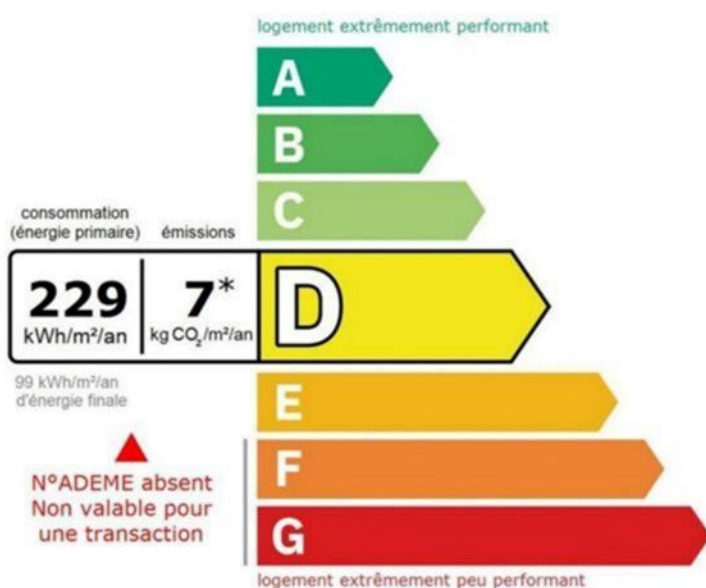 logement extrêmement performant
A
B
C
consommation
(énergie primaire)
émissions
229
kWh/m²/an
7*
kg CO₂/m²/an
D
99 kWh/m²/an
d'énergie finale
E
F
G
N°ADEME absent
Non valable pour
une transaction
logement extrêmement peu performant